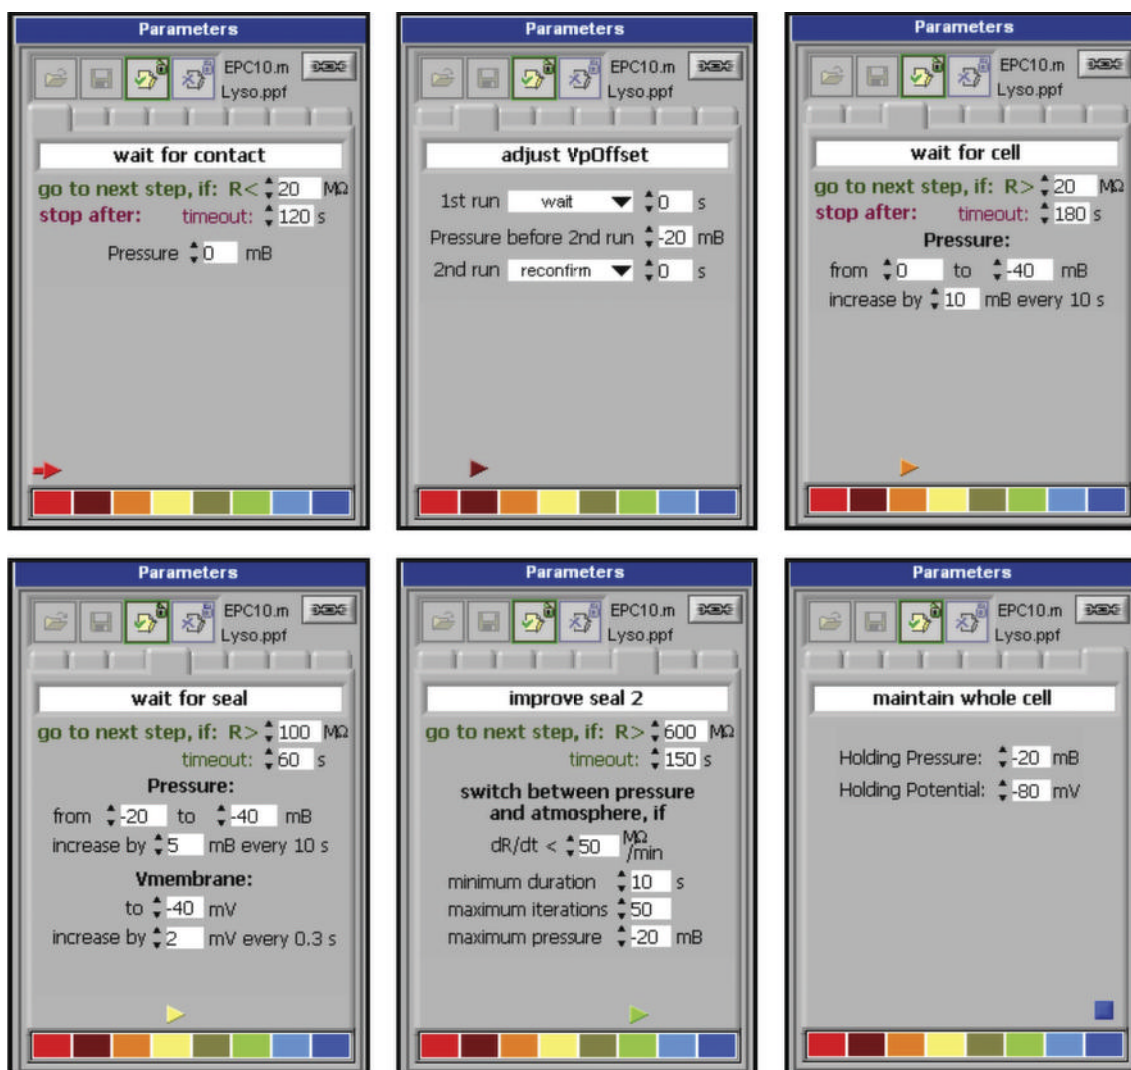 Parameters
EPC10.m
Lyso.ppf
wait for contact
go to next step, if: R< 20 MΩ
stop after: timeout: 120 s
Pressure 0 mB
Parameters
EPC10.m
Lyso.ppf
adjust VpOffset
1st run wait 0 s
Pressure before 2nd run -20 mB
2nd run reconfirm 0 s
Parameters
EPC10.m
Lyso.ppf
wait for cell
go to next step, if: R> 20 MΩ
stop after: timeout: 180 s
Pressure:
from 0 to -40 mB
increase by 10 mB every 10 s
Parameters
EPC10.m
Lyso.ppf
wait for seal
go to next step, if: R> 100 MΩ
timeout: 60 s
Pressure:
from -20 to -40 mB
increase by 5 mB every 10 s
Vmembrane:
to -40 mV
increase by 2 mV every 0.3 s
Parameters
EPC10.m
Lyso.ppf
improve seal 2
go to next step, if: R> 600 MΩ
timeout: 150 s
switch between pressure
and atmosphere, if
dR/dt < 50 MΩ
/min
minimum duration 10 s
maximum iterations 50
maximum pressure -20 mB
Parameters
EPC10.m
Lyso.ppf
maintain whole cell
Holding Pressure: -20 mB
Holding Potential: -80 mV